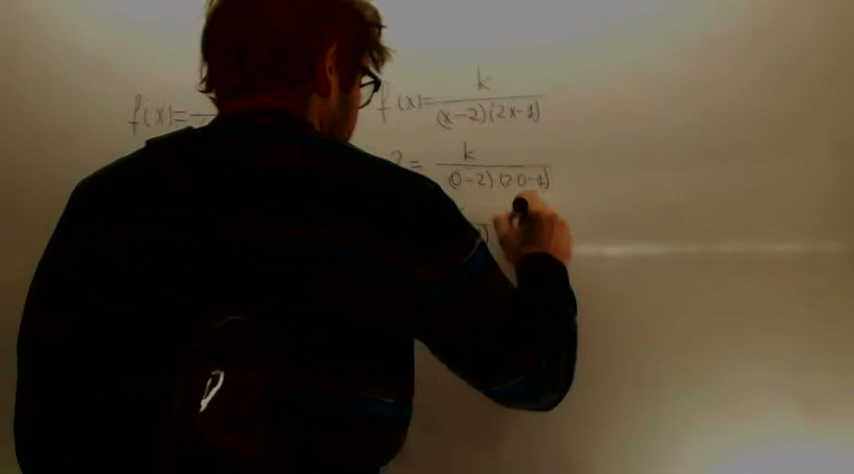 f(x)=
f(x)= k / (x-2)(2x-1)
2 = k / (0-2)(2·0-1)